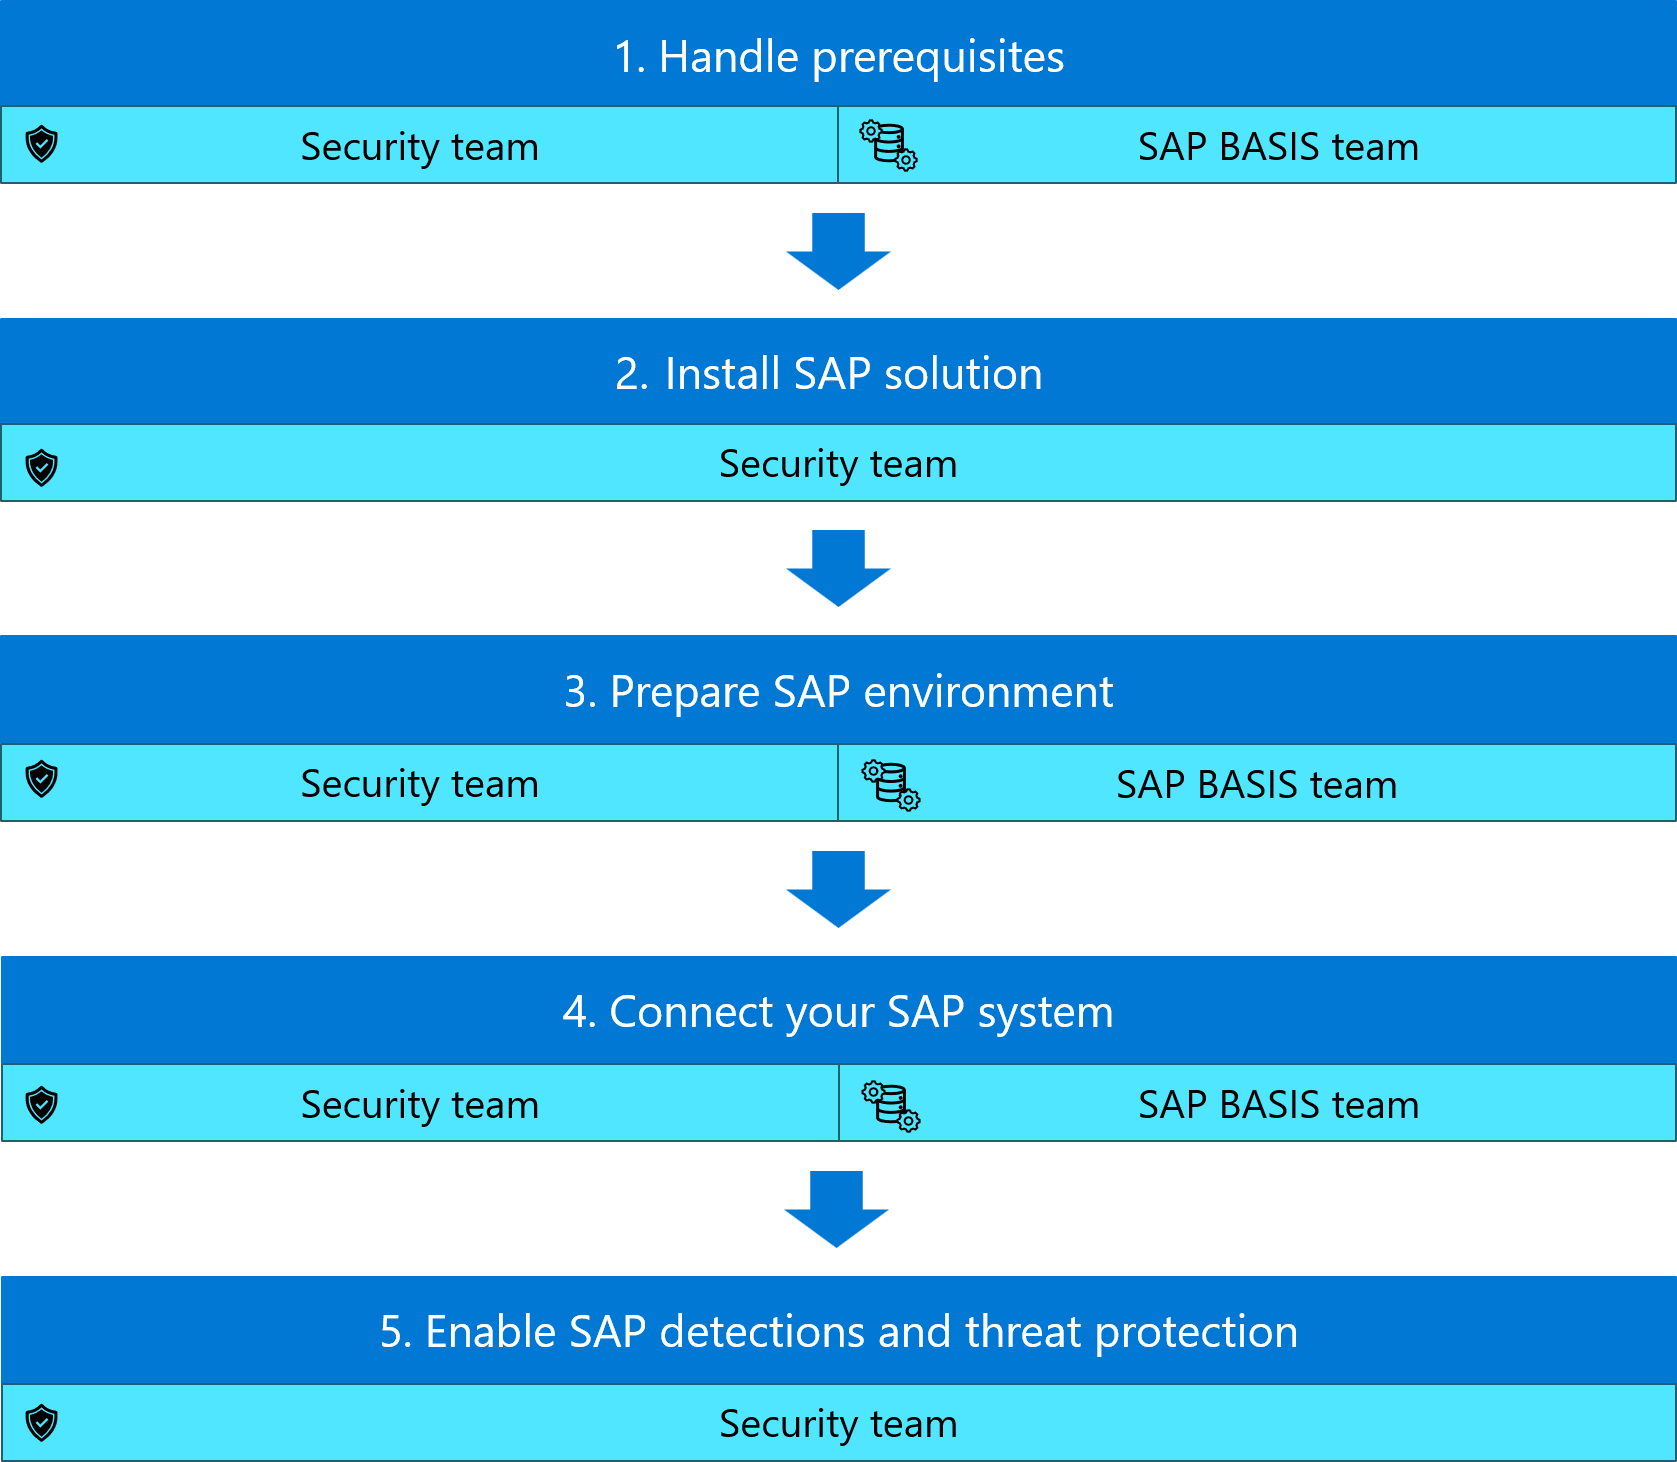 1. Handle prerequisites
Security team
SAP BASIS team
2. Install SAP solution
Security team
3. Prepare SAP environment
Security team
SAP BASIS team
4. Connect your SAP system
Security team
SAP BASIS team
5. Enable SAP detections and threat protection
Security team